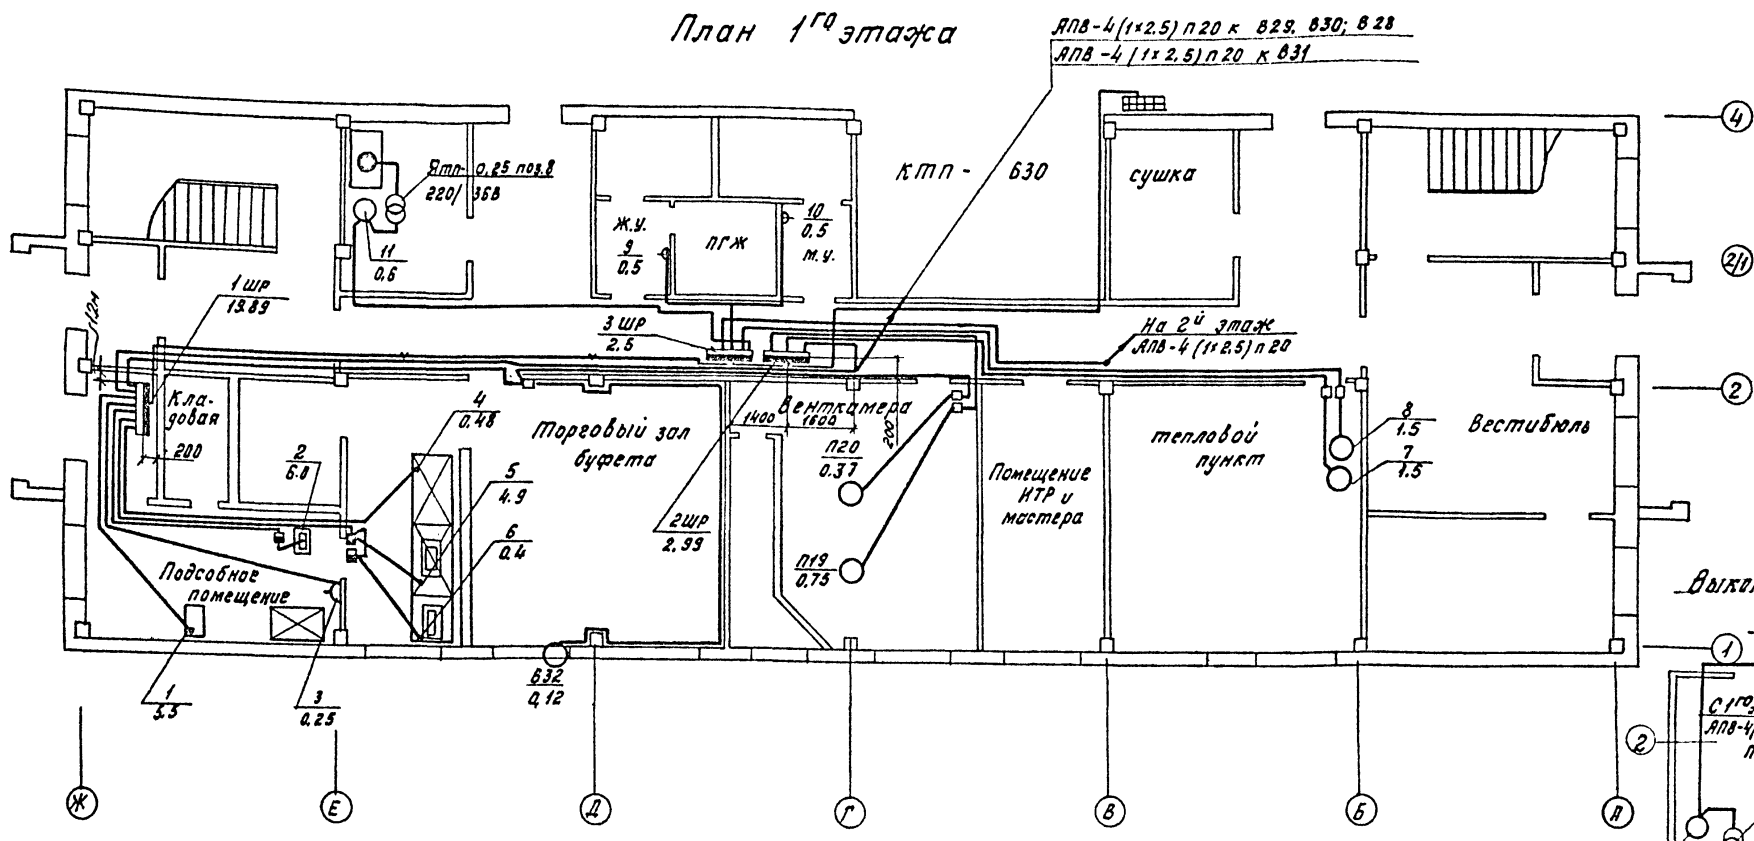 План 1го этажа
АПВ-4(1×2.5) п20 к В29, В30; В28
АПВ-4(1×2.5) п20 к В31
4
Ятп-0,25 поз.8
220/36В
КТП - 630
сушка
10
0.5
м.у.
Ж.У.
9
0.5
ПГЖ
11
0.6
2/1
1 ШР
19.89
1.2м
3 ШР
2.6
На 2й этаж
АПВ-4(1×2.5) п20
2
Кла-
довая
200
4
0.48
Торговый зал
буфета
1400
1600
200
Венткамера
8
1.5
7
1.5
тепловой
пункт
Вестибюль
2
6.0
5
4.9
6
0.4
П20
0.37
Помещение
ИТР и
мастера
2ШР
2.99
П19
0.75
Подсобное
помещение
1
5.5
3
0.25
В32
0,12
1
С 1го
АПВ-4/
П
2
Ж
Е
Д
Г
В
Б
А